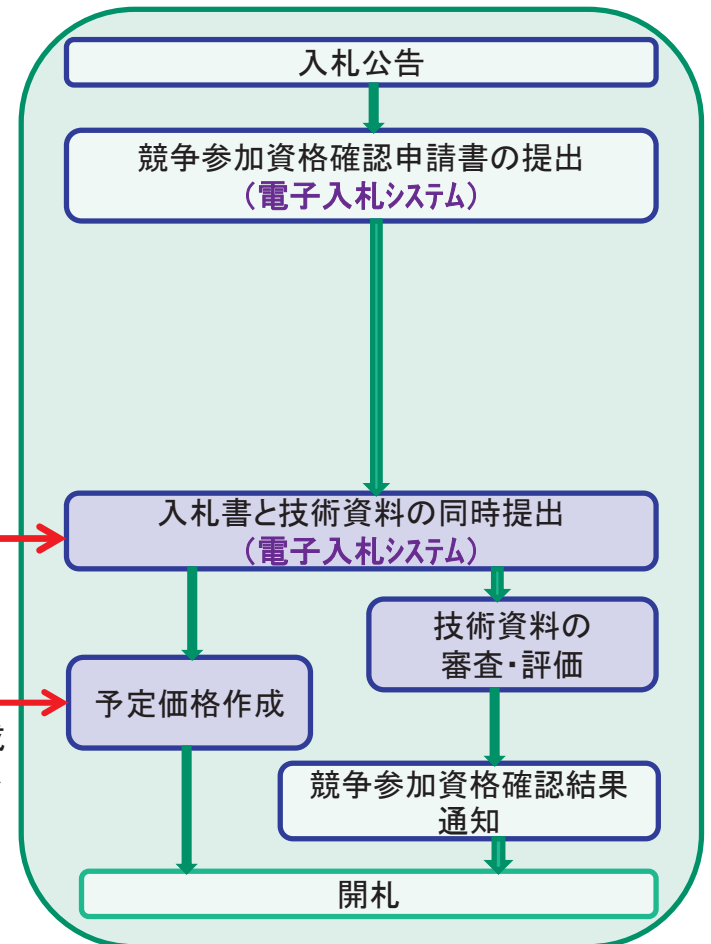 入札公告
競争参加資格確認申請書の提出
（電子入札ｼｽﾃﾑ）
入札書と技術資料の同時提出
（電子入札ｼｽﾃﾑ）
技術資料の
審査・評価
予定価格作成
競争参加資格確認結果
通知
開札